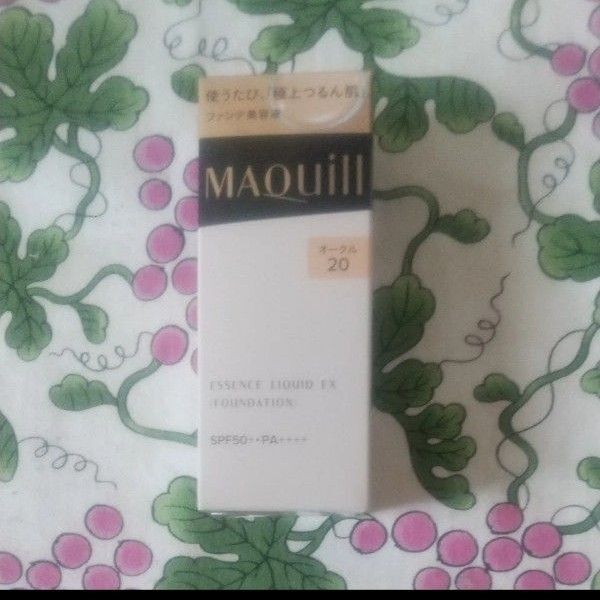 使うたび、「極上つるん肌」
ファンデ美容液
MAQuill
オークル
20
ESSENCE LIQUID EX
(FOUNDATION)
SPF50+・PA++++